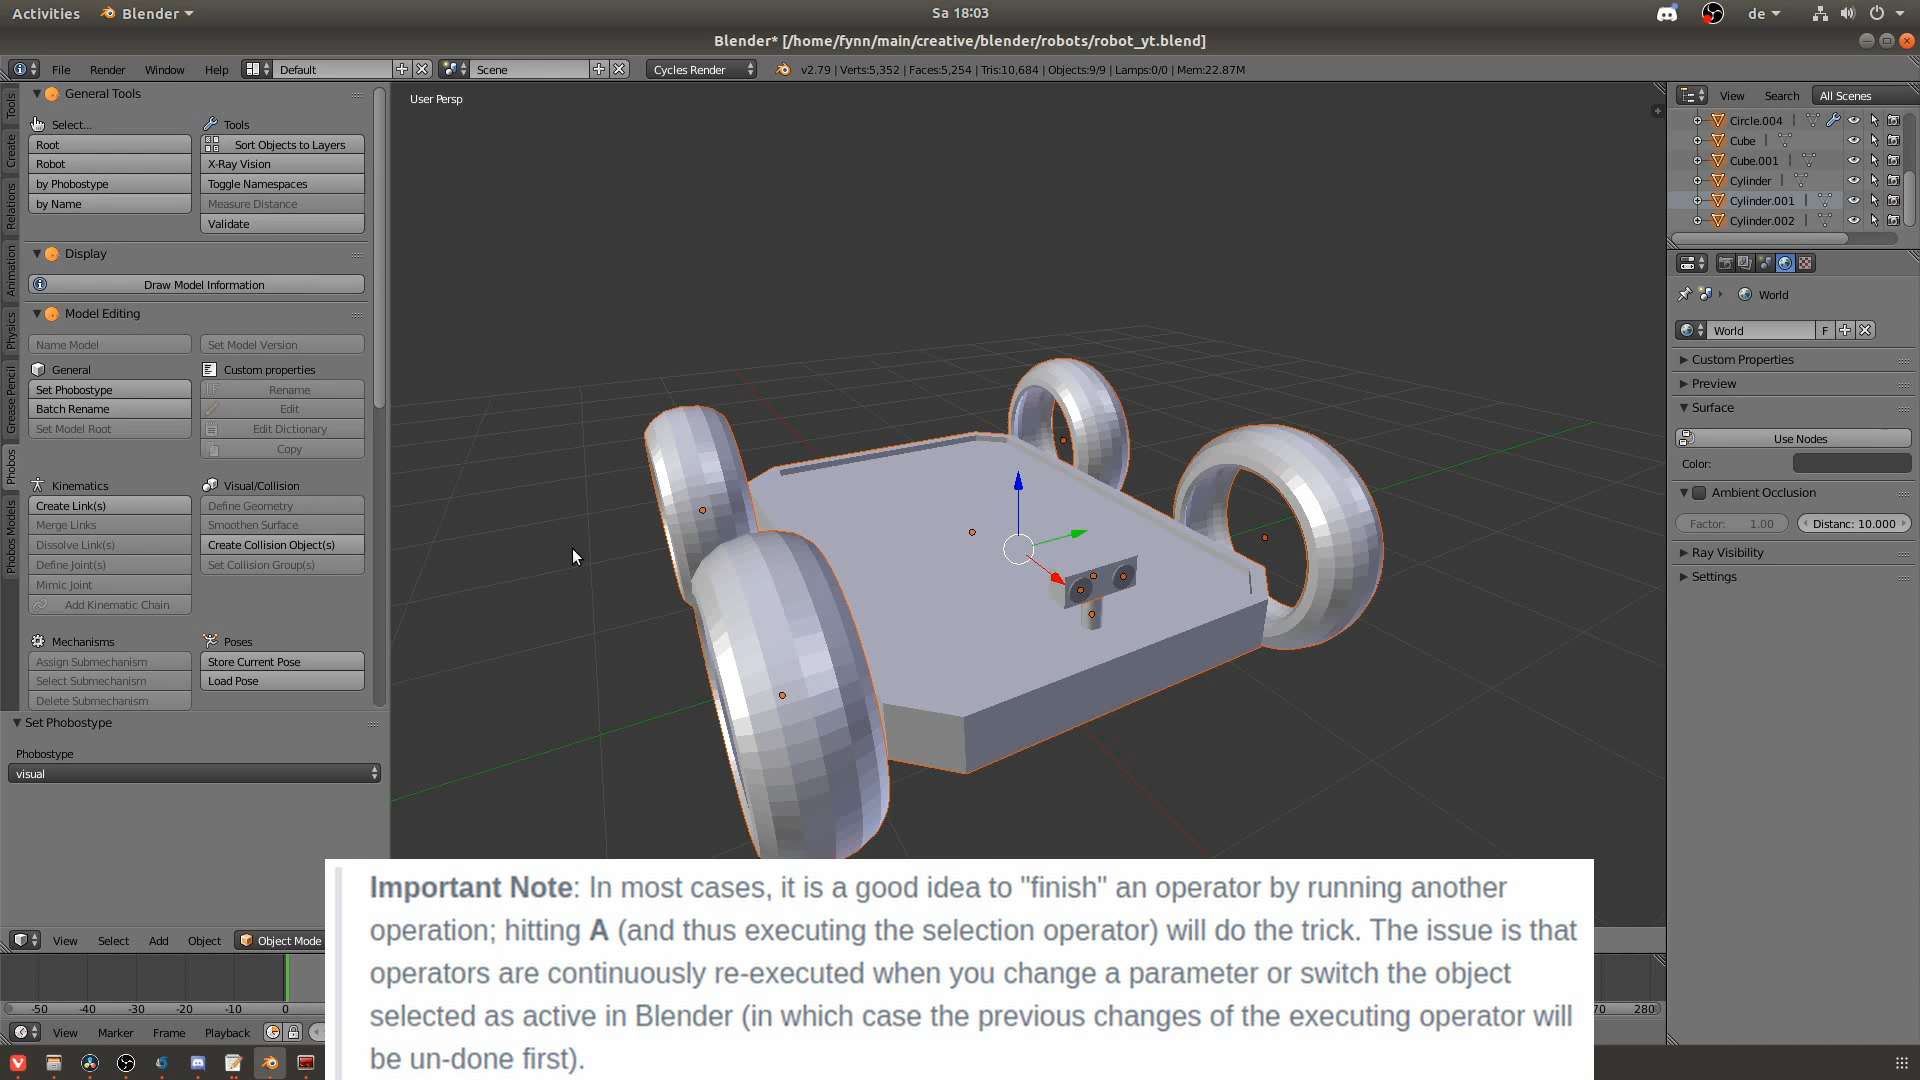 Activities Blender Sa 18:03 de
Blender* [/home/fynn/main/creative/blender/robots/robot_yt.blend]
File Render Window Help Default Scene Cycles Render v2.79 | Verts:5,352 | Faces:5,254 | Tris:10,684 | Objects:9/9 | Lamps:0/0 | Mem:22.87M
Tools
Create
Relations
Animation
Physics
Grease Pencil
Phobos
Phobos Models
General Tools
Select... Tools
Root Sort Objects to Layers
Robot X-Ray Vision
by Phobostype Toggle Namespaces
by Name Measure Distance
Validate
Display
Draw Model Information
Model Editing
Name Model Set Model Version
General Custom properties
Set Phobostype Rename
Batch Rename Edit
Set Model Root Edit Dictionary
Copy
Kinematics Visual/Collision
Create Link(s) Define Geometry
Merge Links Smoothen Surface
Dissolve Link(s) Create Collision Object(s)
Define Joint(s) Set Collision Group(s)
Mimic Joint
Add Kinematic Chain
Mechanisms Poses
Assign Submechanism Store Current Pose
Select Submechanism Load Pose
Delete Submechanism
Set Phobostype
Phobostype
visual
User Persp
View Search All Scenes
Circle.004
Cube
Cube.001
Cylinder
Cylinder.001
Cylinder.002
World
World F
Custom Properties
Preview
Surface
Use Nodes
Color:
Ambient Occlusion
Factor: 1.00 Distanc: 10.000
Ray Visibility
Settings
View Select Add Object Object Mode
-50 -40 -30 -20 -10 0 70 280
View Marker Frame Playback
Important Note: In most cases, it is a good idea to "finish" an operator by running another
operation; hitting A (and thus executing the selection operator) will do the trick. The issue is that
operators are continuously re-executed when you change a parameter or switch the object
selected as active in Blender (in which case the previous changes of the executing operator will
be un-done first).